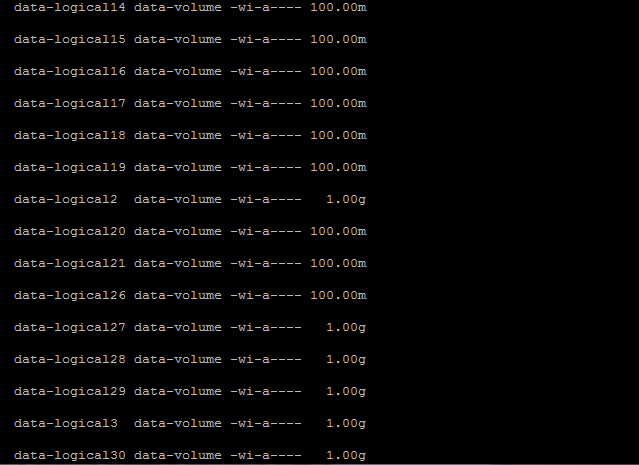 data-logical14 data-volume -wi-a---- 100.00m
data-logical15 data-volume -wi-a---- 100.00m
data-logical16 data-volume -wi-a---- 100.00m
data-logical17 data-volume -wi-a---- 100.00m
data-logical18 data-volume -wi-a---- 100.00m
data-logical19 data-volume -wi-a---- 100.00m
data-logical2  data-volume -wi-a----   1.00g
data-logical20 data-volume -wi-a---- 100.00m
data-logical21 data-volume -wi-a---- 100.00m
data-logical26 data-volume -wi-a---- 100.00m
data-logical27 data-volume -wi-a----   1.00g
data-logical28 data-volume -wi-a----   1.00g
data-logical29 data-volume -wi-a----   1.00g
data-logical3  data-volume -wi-a----   1.00g
data-logical30 data-volume -wi-a----   1.00g